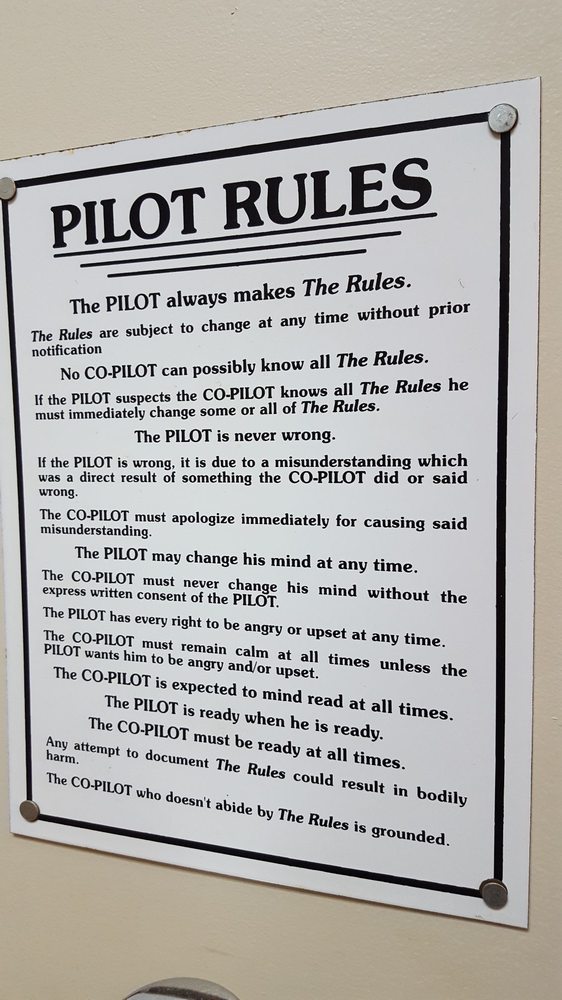 PILOT RULES
The PILOT always makes The Rules.
The Rules are subject to change at any time without prior
notification
No CO-PILOT can possibly know all The Rules.
If the PILOT suspects the CO-PILOT knows all The Rules he
must immediately change some or all of The Rules.
The PILOT is never wrong.
If the PILOT is wrong, it is due to a misunderstanding which
was a direct result of something the CO-PILOT did or said
wrong.
The CO-PILOT must apologize immediately for causing said
misunderstanding.
The PILOT may change his mind at any time.
The CO-PILOT must never change his mind without the
express written consent of the PILOT.
The PILOT has every right to be angry or upset at any time.
The CO-PILOT must remain calm at all times unless the
PILOT wants him to be angry and/or upset.
The CO-PILOT is expected to mind read at all times.
The PILOT is ready when he is ready.
The CO-PILOT must be ready at all times.
Any attempt to document The Rules could result in bodily
harm.
The CO-PILOT who doesn't abide by The Rules is grounded.